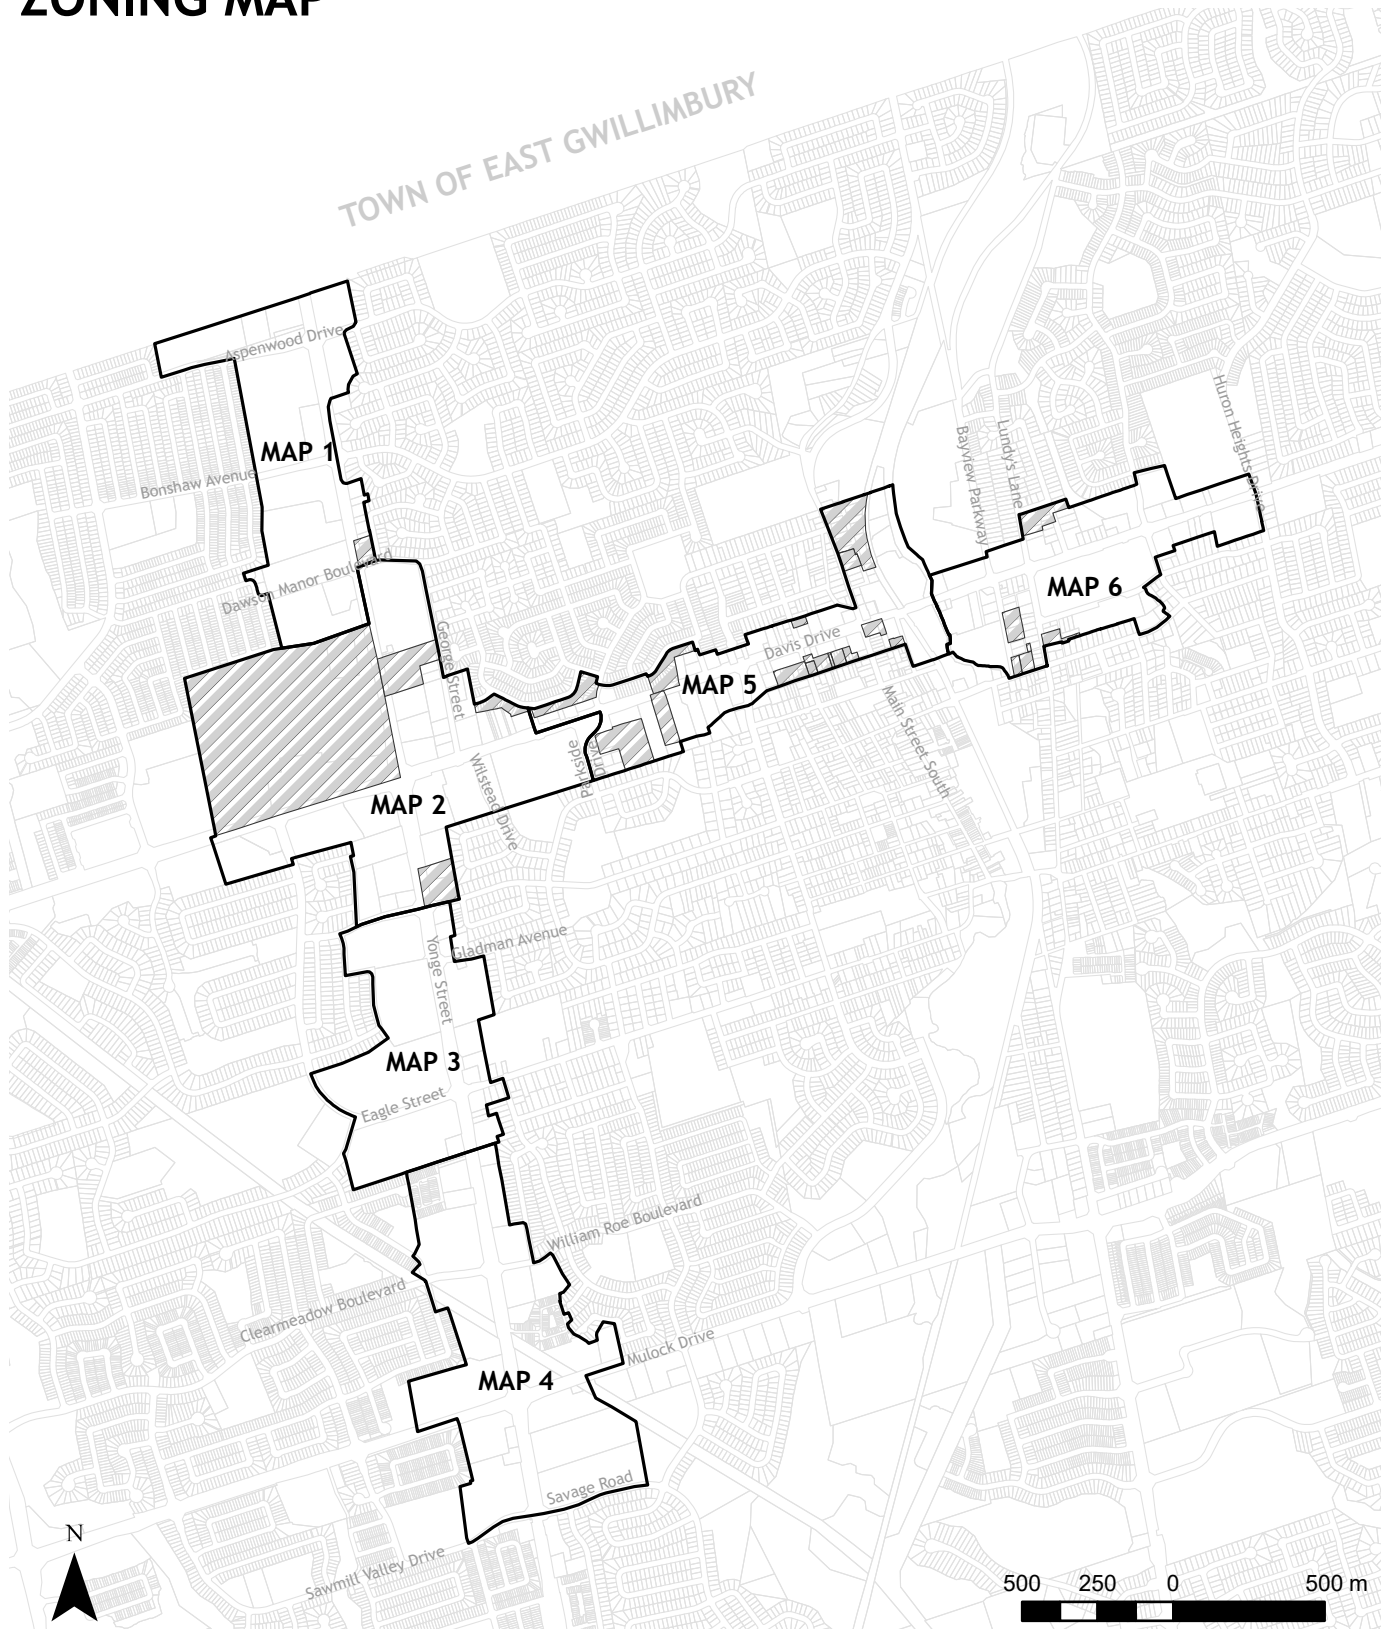 ZONING MAP
TOWN OF EAST GWILLIMBURY
Aspenwood Drive
Huron Heights Drive
Lundy's Lane
Bayview Parkway
MAP 1
Bonshaw Avenue
Dawson Manor Boulevard
MAP 6
George Street
Davis Drive
MAP 5
Main Street South
Parkside
Drive
Wilstead Drive
MAP 2
Yonge Street
Gladman Avenue
MAP 3
Eagle Street
William Roe Boulevard
Clearmeadow Boulevard
Mulock Drive
MAP 4
Savage Road
Sawmill Valley Drive
N
500 250 0 500 m